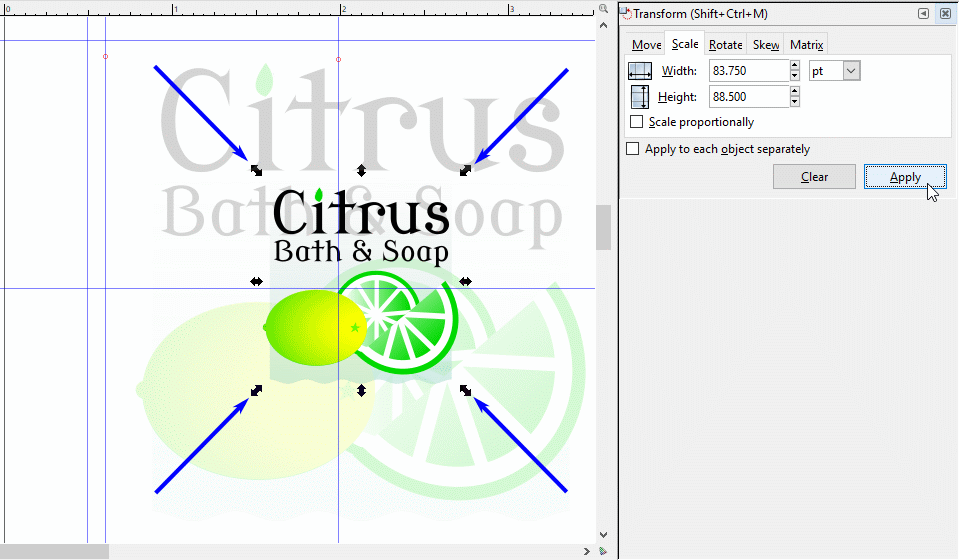 0 1 2 3
Citrus
Bath & Soap
Citrus
Bath & Soap
Transform (Shift+Ctrl+M)
Move Scale Rotate Skew Matrix
Width: 83.750 pt
Height: 88.500
Scale proportionally
Apply to each object separately
Clear Apply